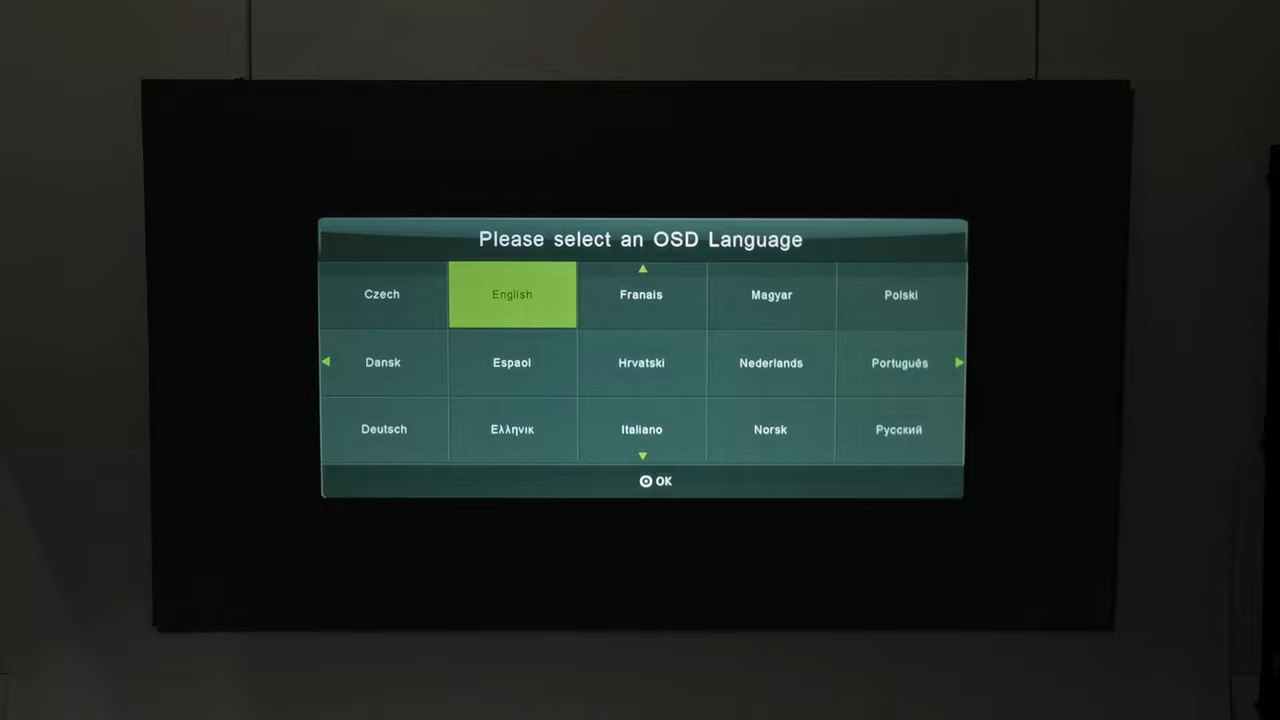 Please select an OSD Language
Czech English Franais Magyar Polski
Dansk Espaol Hrvatski Nederlands Português
Deutsch Ελληνικ Italiano Norsk Русский
OK